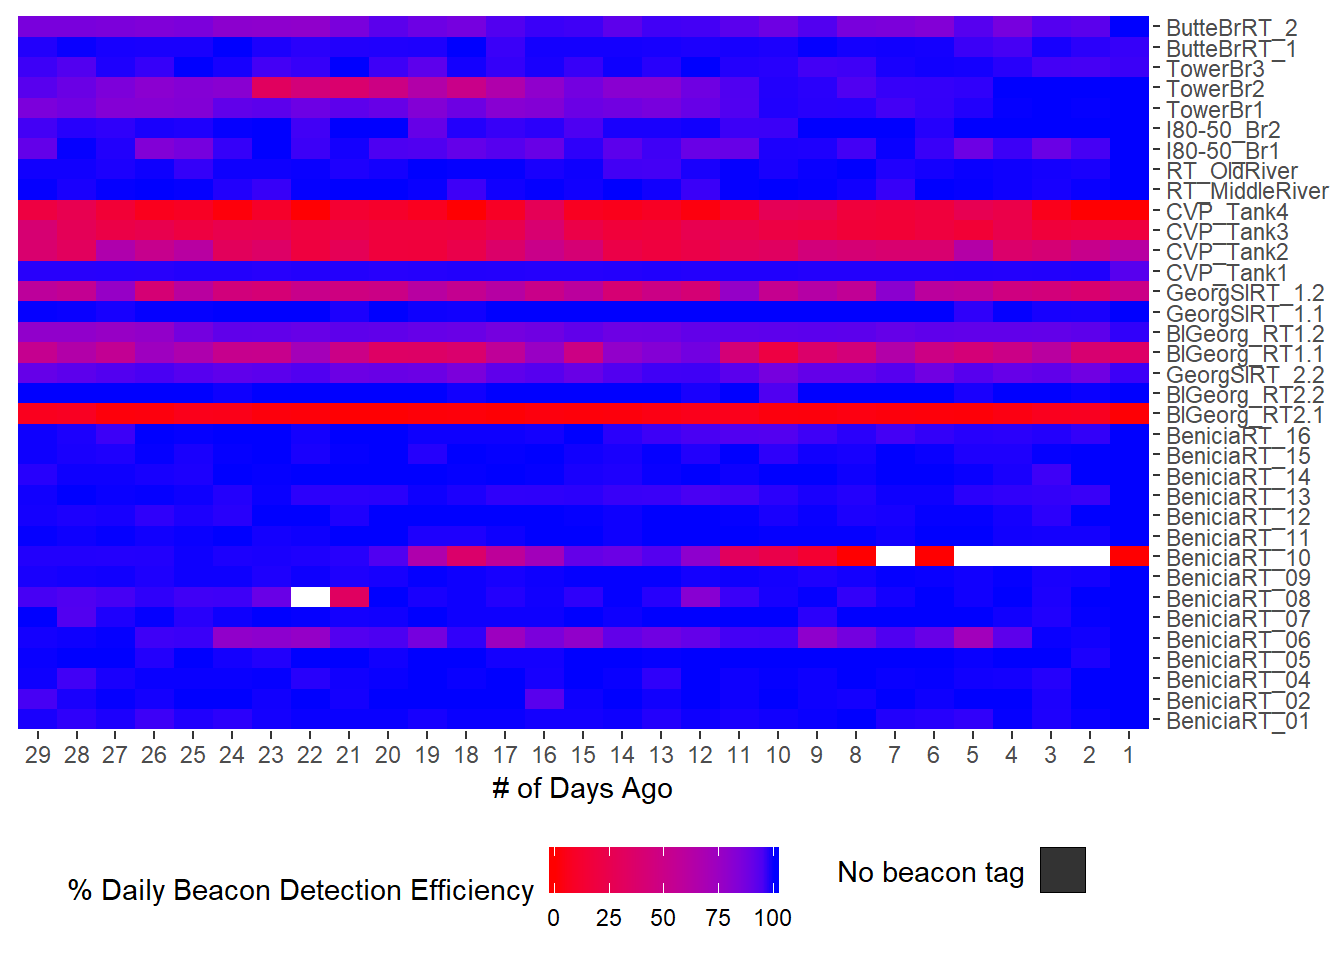 ButteBrRT_2
ButteBrRT_1
TowerBr3
TowerBr2
TowerBr1
I80-50_Br2
I80-50_Br1
RT_OldRiver
RT_MiddleRiver
CVP_Tank4
CVP_Tank3
CVP_Tank2
CVP_Tank1
GeorgSlRT_1.2
GeorgSlRT_1.1
BlGeorg_RT1.2
BlGeorg_RT1.1
GeorgSlRT_2.2
BlGeorg_RT2.2
BlGeorg_RT2.1
BeniciaRT_16
BeniciaRT_15
BeniciaRT_14
BeniciaRT_13
BeniciaRT_12
BeniciaRT_11
BeniciaRT_10
BeniciaRT_09
BeniciaRT_08
BeniciaRT_07
BeniciaRT_06
BeniciaRT_05
BeniciaRT_04
BeniciaRT_02
BeniciaRT_01
29 28 27 26 25 24 23 22 21 20 19 18 17 16 15 14 13 12 11 10 9 8 7 6 5 4 3 2 1
# of Days Ago
% Daily Beacon Detection Efficiency
0 25 50 75 100
No beacon tag